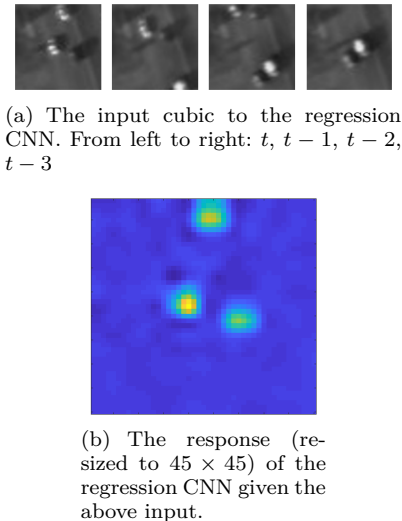 (a) The input cubic to the regression
CNN. From left to right: t, t − 1, t − 2,
t − 3
(b) The response (re-
sized to 45 × 45) of the
regression CNN given the
above input.